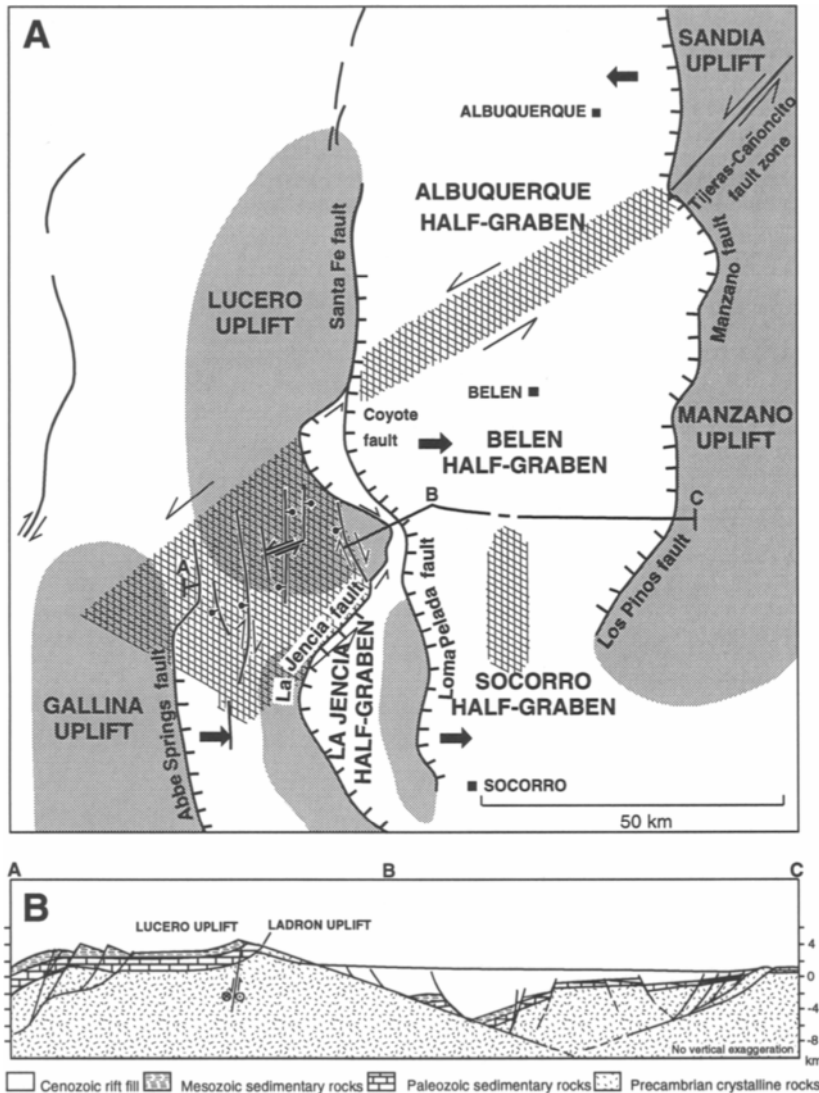 A
SANDIA
UPLIFT
ALBUQUERQUE
Tijeras-Cañoncito
fault zone
ALBUQUERQUE
HALF-GRABEN
Santa Fe fault
Manzano fault
LUCERO
UPLIFT
BELEN
Coyote
fault
BELEN
HALF-GRABEN
MANZANO
UPLIFT
B
C
A
Los Pinos fault
La Jencia fault
Loma Pelada fault
GALLINA
UPLIFT
Abbe Springs fault
LA JENCIA
HALF-GRABEN
SOCORRO
HALF-GRABEN
SOCORRO
50 km
A B C
B
LUCERO UPLIFT
LADRON UPLIFT
4
0
-4
-8
km
No vertical exaggeration
Cenozoic rift fill
Mesozoic sedimentary rocks
Paleozoic sedimentary rocks
Precambrian crystalline rocks